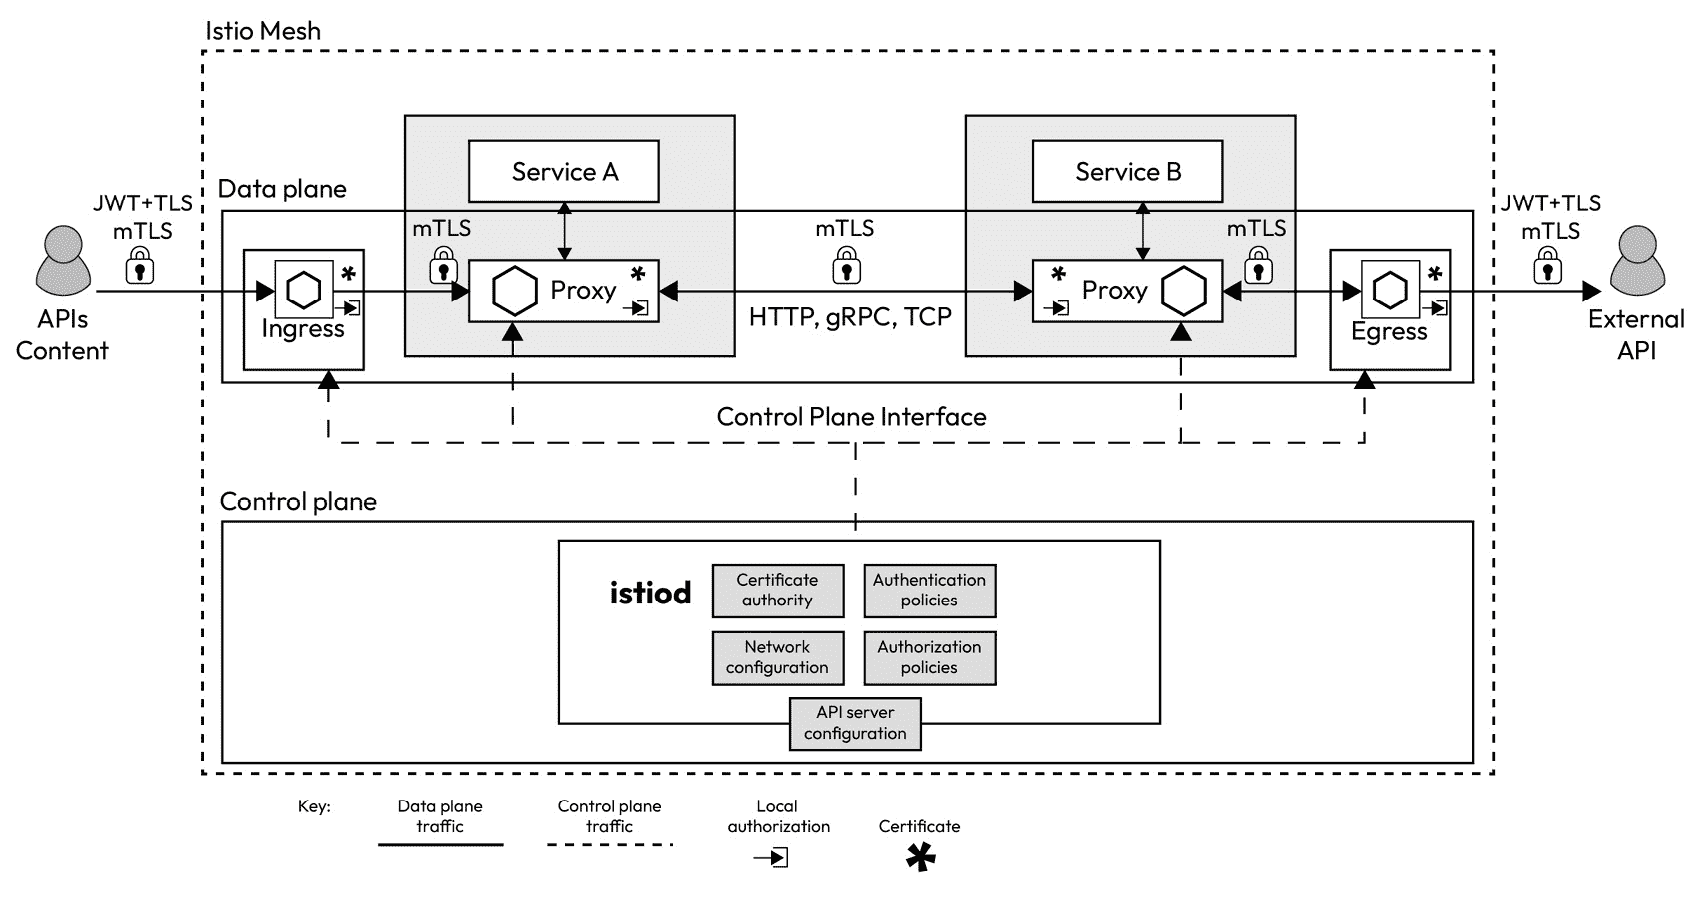 Istio Mesh
Data plane
Service A
Service B
JWT+TLS
mTLS
APIs
Content
Ingress
mTLS
Proxy
mTLS
HTTP, gRPC, TCP
Proxy
mTLS
Egress
JWT+TLS
mTLS
External
API
Control Plane Interface
Control plane
istiod
Certificate
authority
Authentication
policies
Network
configuration
Authorization
policies
API server
configuration
Key:
Data plane
traffic
Control plane
traffic
Local
authorization
Certificate